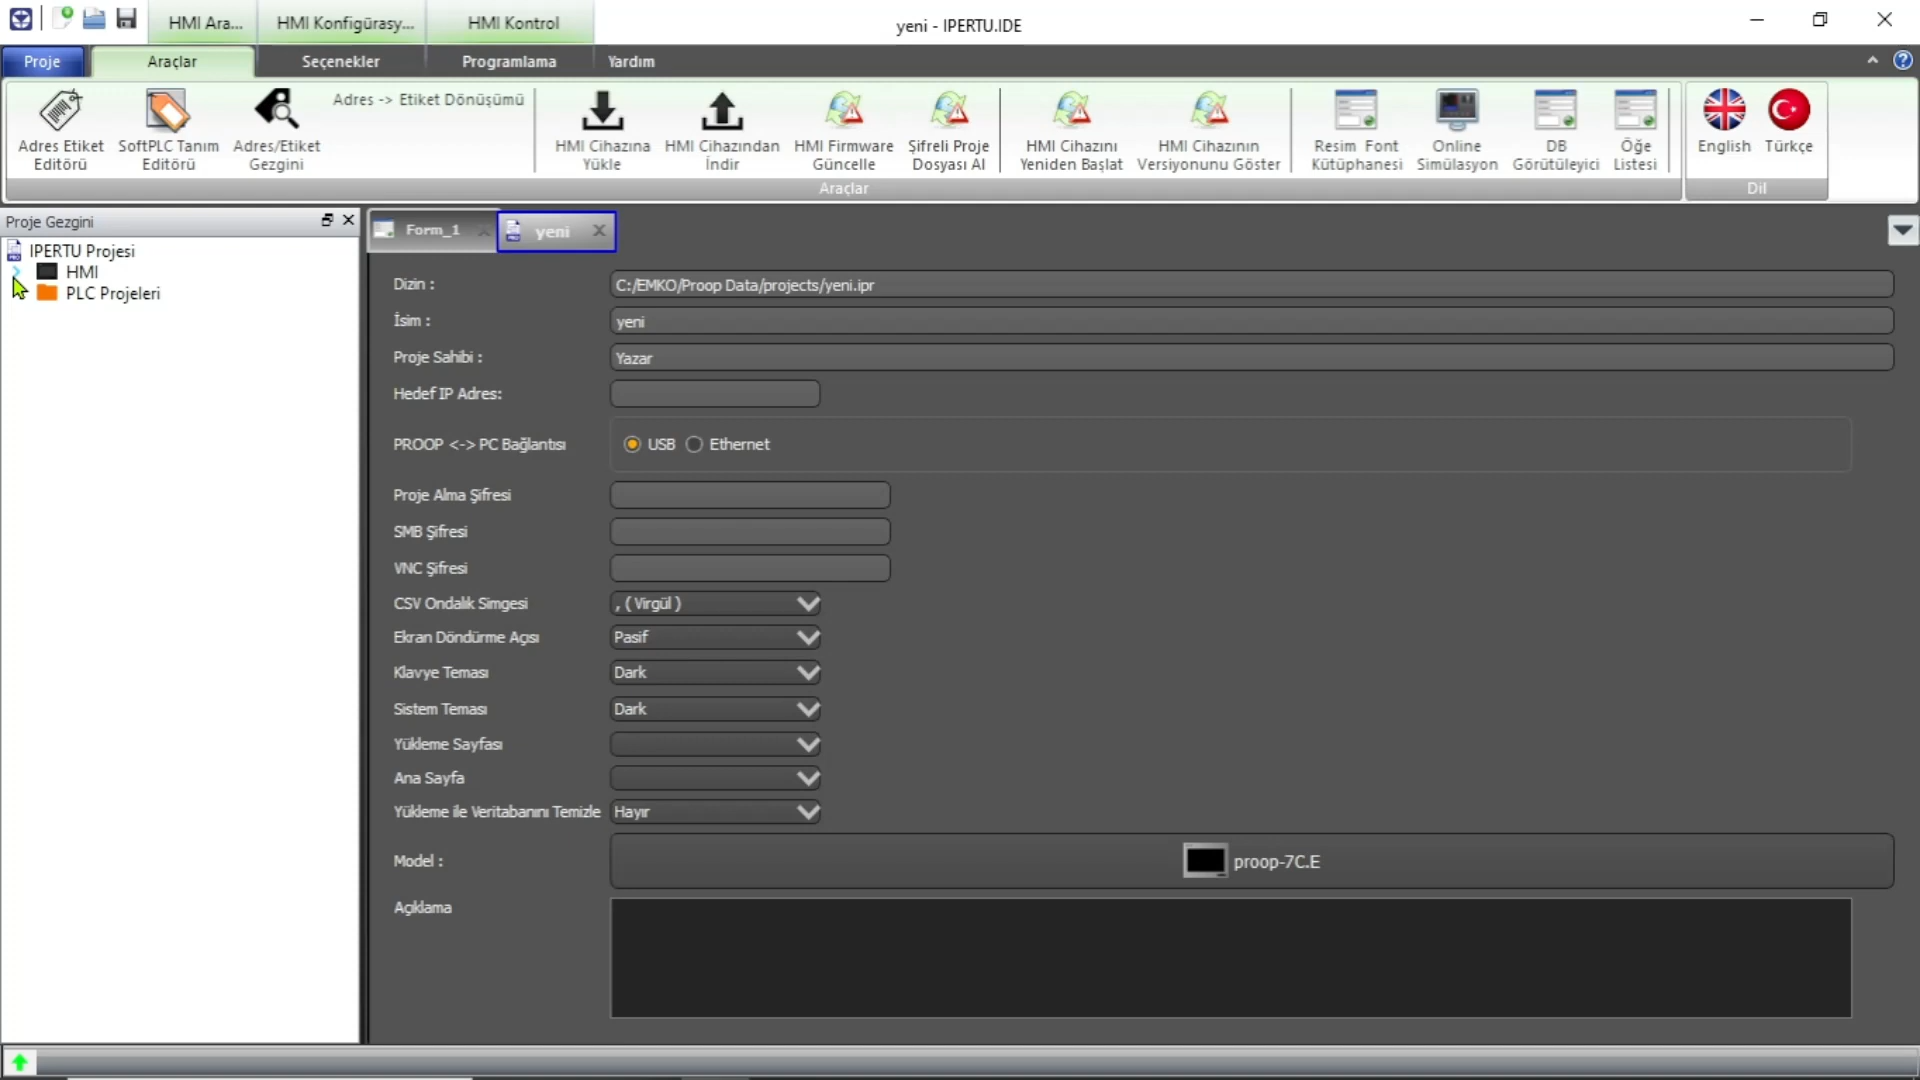 HMI Ara...
HMI Konfigürasy...
HMI Kontrol
yeni - IPERTU.IDE
Proje
Araçlar
Seçenekler
Programlama
Yardım
Adres Etiket
Editörü
SoftPLC Tanım
Editörü
Adres/Etiket
Gezgini
Adres -> Etiket Dönüşümü
HMI Cihazına
Yükle
HMI Cihazından
İndir
HMI Firmware
Güncelle
Şifreli Proje
Dosyası Al
HMI Cihazını
Yeniden Başlat
HMI Cihazının
Versiyonunu Göster
Resim Font
Kütüphanesi
Online
Simülasyon
DB
Görütüleyici
Öğe
Listesi
English
Türkçe
Araçlar
Dil
Proje Gezgini
IPERTU Projesi
HMI
PLC Projeleri
Form_1
yeni
Dizin :
C:/EMKO/Proop Data/projects/yeni.ipr
İsim :
yeni
Proje Sahibi :
Yazar
Hedef IP Adres:
PROOP <-> PC Bağlantısı
USB
Ethernet
Proje Alma Şifresi
SMB Şifresi
VNC Şifresi
CSV Ondalık Simgesi
, ( Virgül )
Ekran Döndürme Açısı
Pasif
Klavye Teması
Dark
Sistem Teması
Dark
Yükleme Sayfası
Ana Sayfa
Yükleme ile Veritabanını Temizle
Hayır
Model :
proop-7C.E
Açıklama